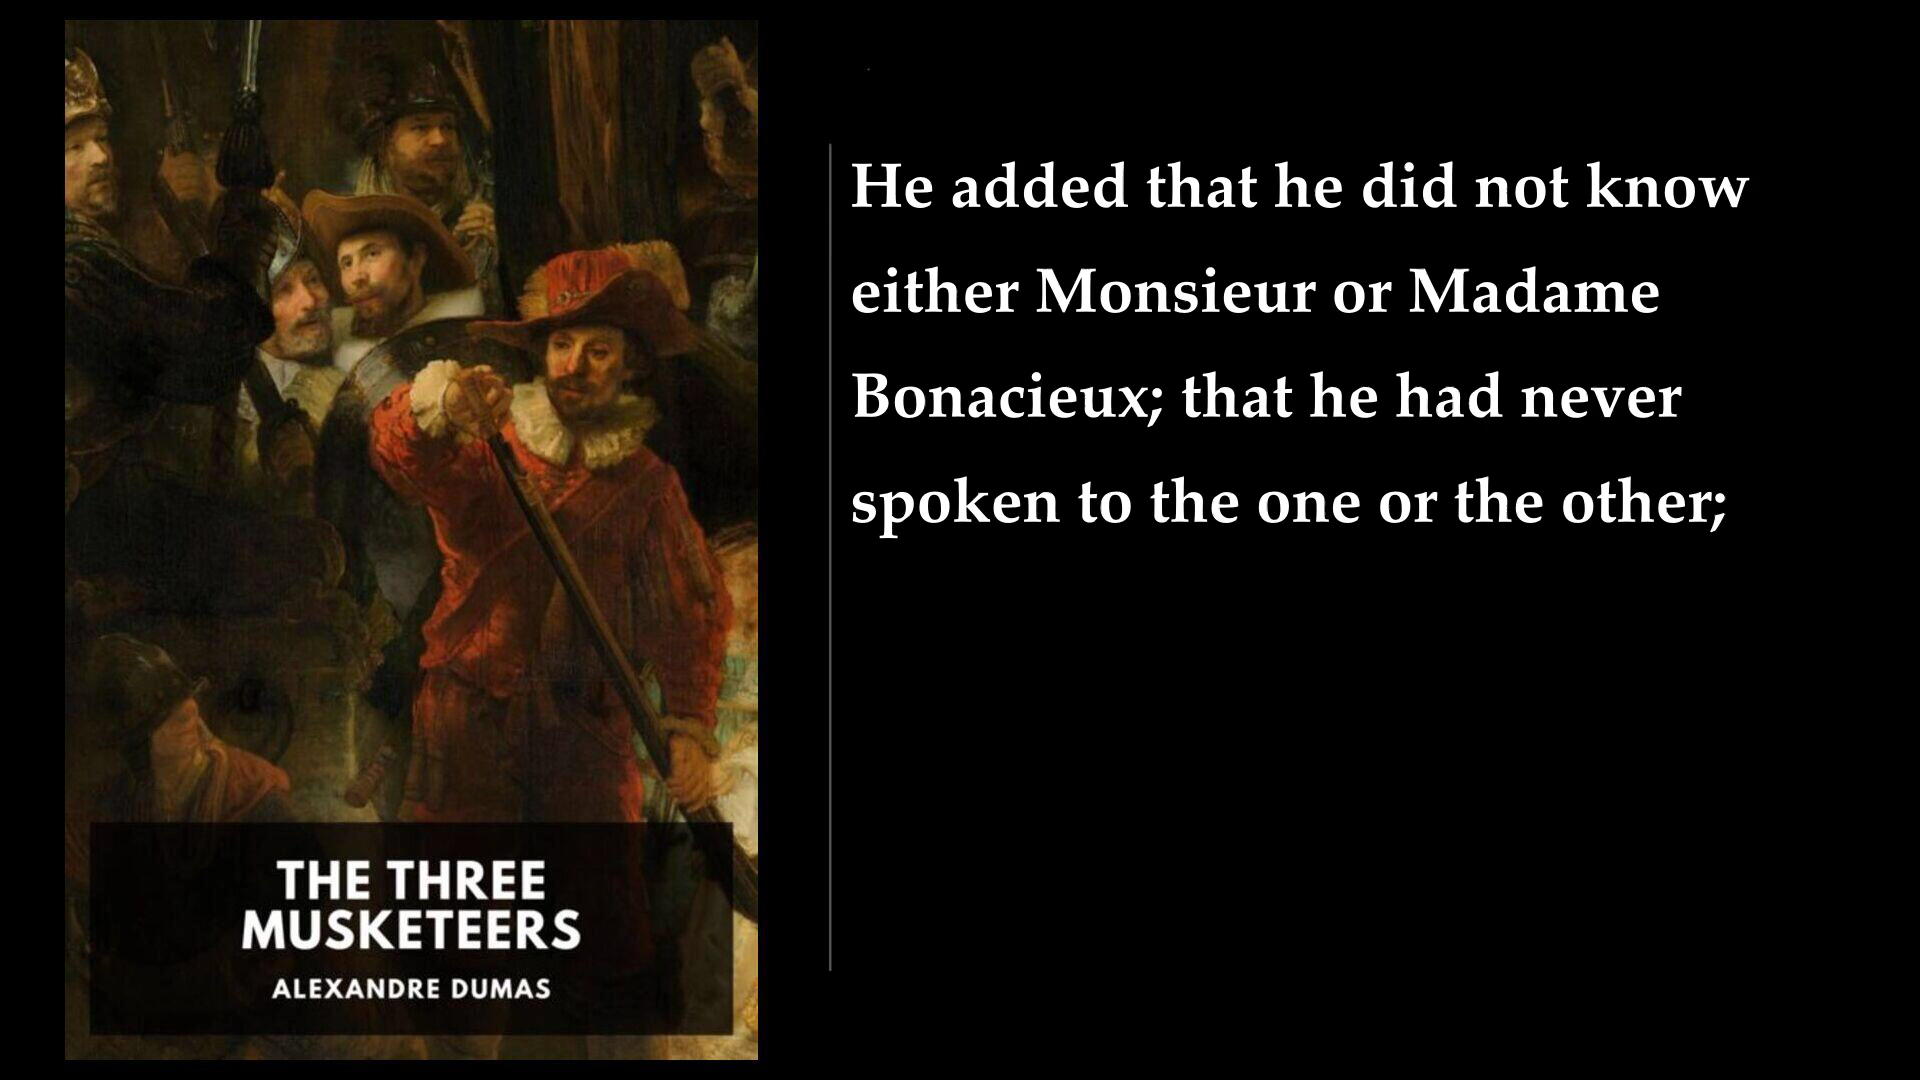 THE THREE
MUSKETEERS
ALEXANDRE DUMAS
He added that he did not know
either Monsieur or Madame
Bonacieux; that he had never
spoken to the one or the other;